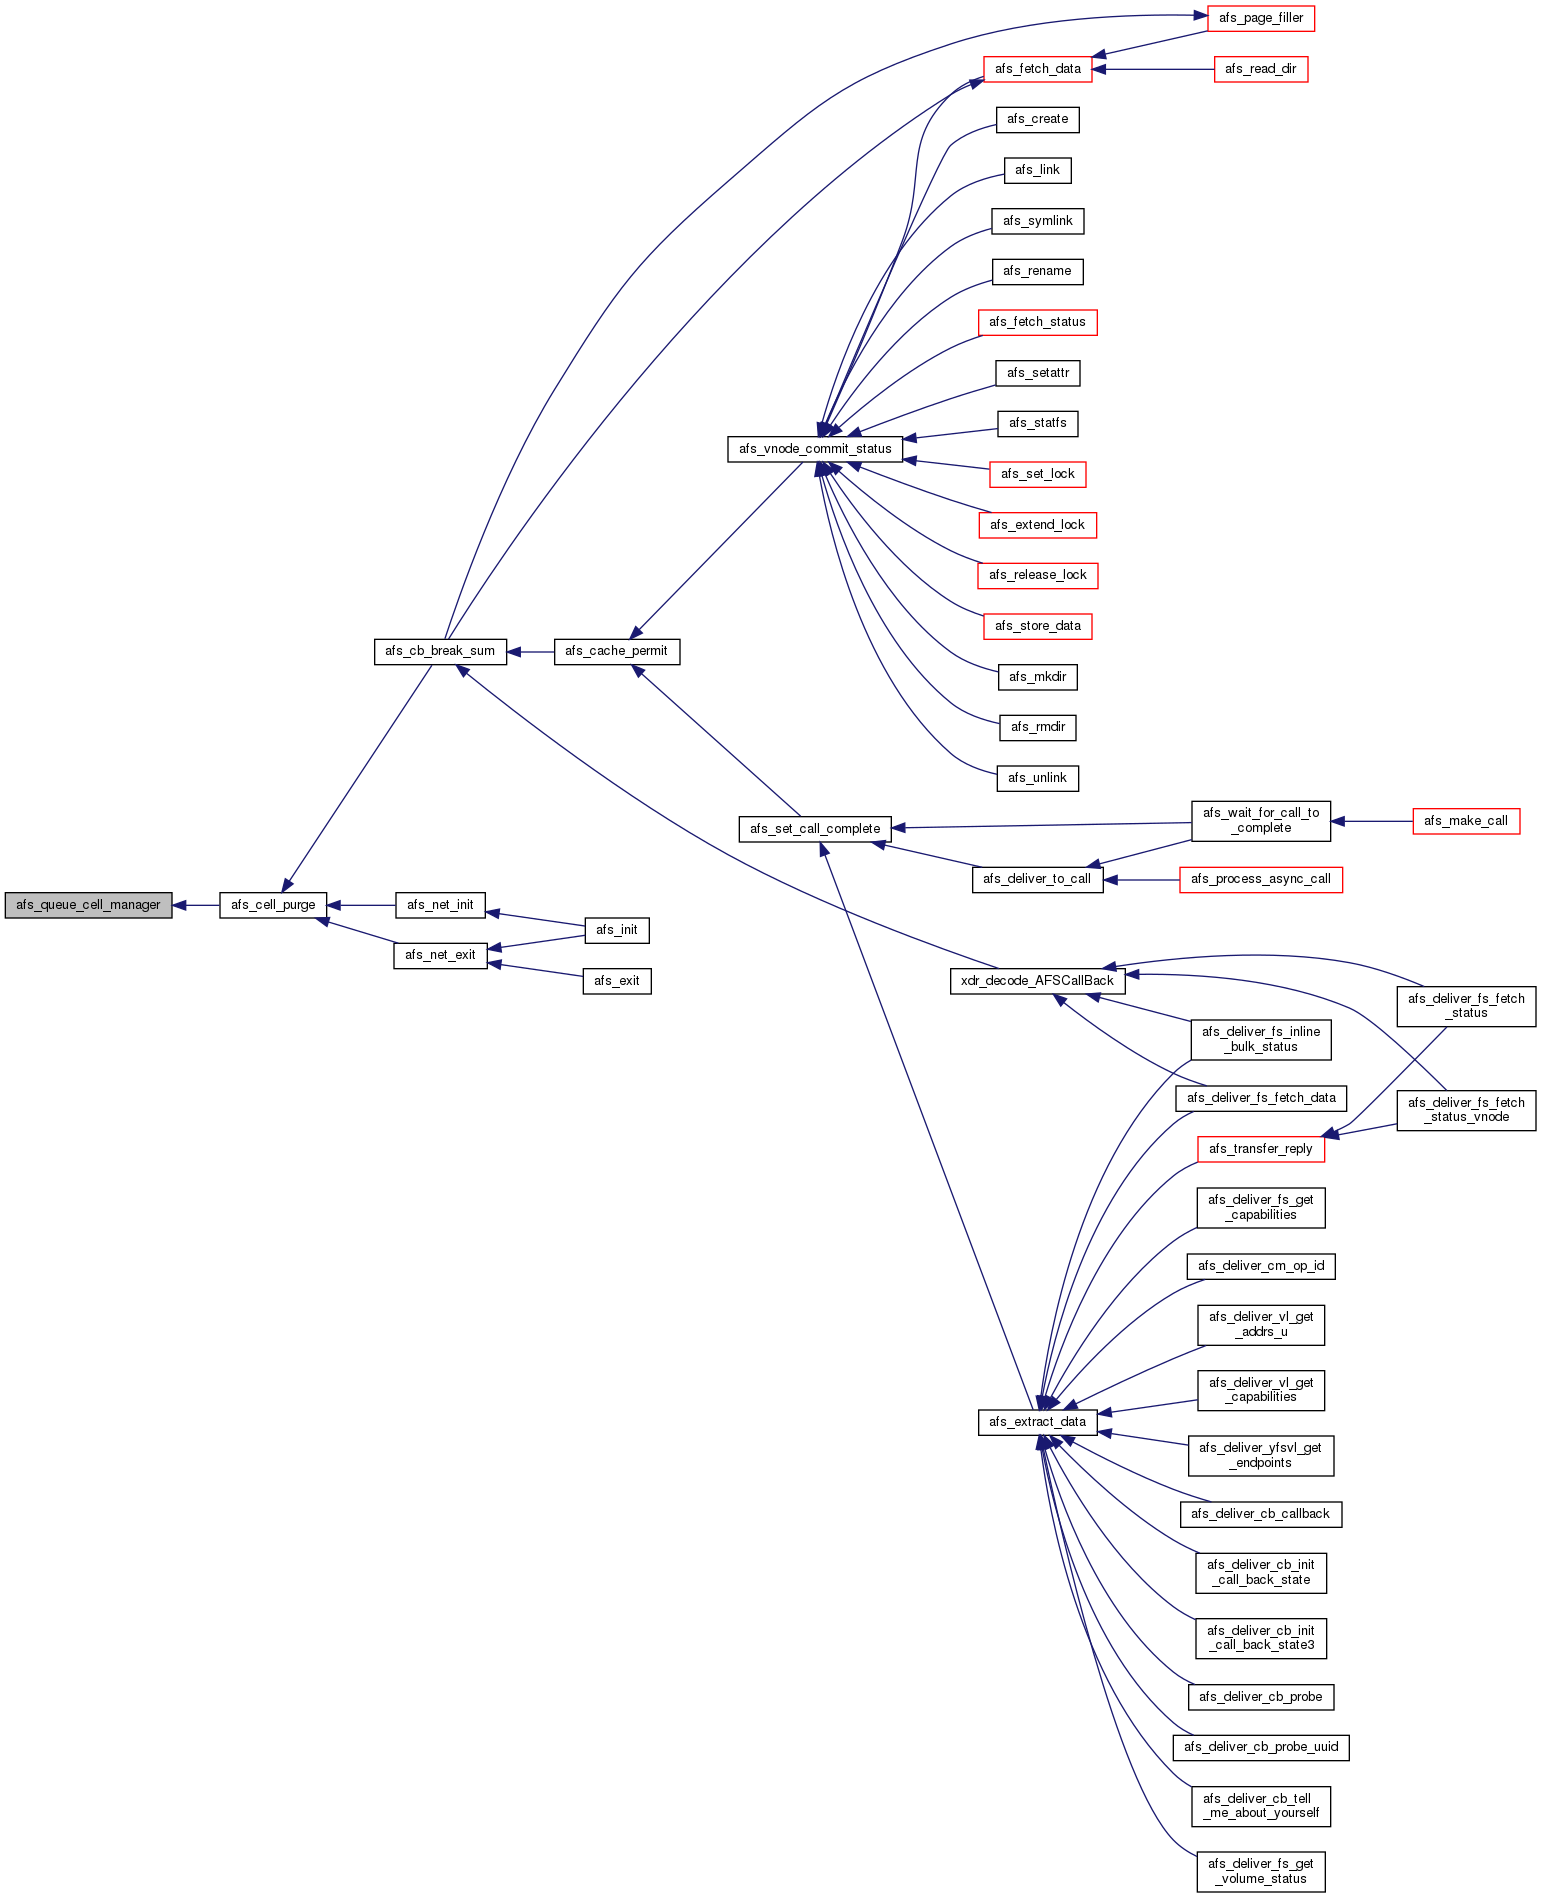 afs_page_filler
afs_fetch_data
afs_read_dir
afs_create
afs_link
afs_symlink
afs_rename
afs_fetch_status
afs_setattr
afs_statfs
afs_vnode_commit_status
afs_set_lock
afs_extend_lock
afs_release_lock
afs_store_data
afs_cb_break_sum
afs_cache_permit
afs_mkdir
afs_rmdir
afs_unlink
afs_set_call_complete
afs_wait_for_call_to
_complete
afs_make_call
afs_deliver_to_call
afs_process_async_call
afs_queue_cell_manager
afs_cell_purge
afs_net_init
afs_init
afs_net_exit
afs_exit
xdr_decode_AFSCallBack
afs_deliver_fs_fetch
_status
afs_deliver_fs_inline
_bulk_status
afs_deliver_fs_fetch_data
afs_deliver_fs_fetch
_status_vnode
afs_transfer_reply
afs_deliver_fs_get
_capabilities
afs_deliver_cm_op_id
afs_deliver_vl_get
_addrs_u
afs_deliver_vl_get
_capabilities
afs_extract_data
afs_deliver_yfsvl_get
_endpoints
afs_deliver_cb_callback
afs_deliver_cb_init
_call_back_state
afs_deliver_cb_init
_call_back_state3
afs_deliver_cb_probe
afs_deliver_cb_probe_uuid
afs_deliver_cb_tell
_me_about_yourself
afs_deliver_fs_get
_volume_status